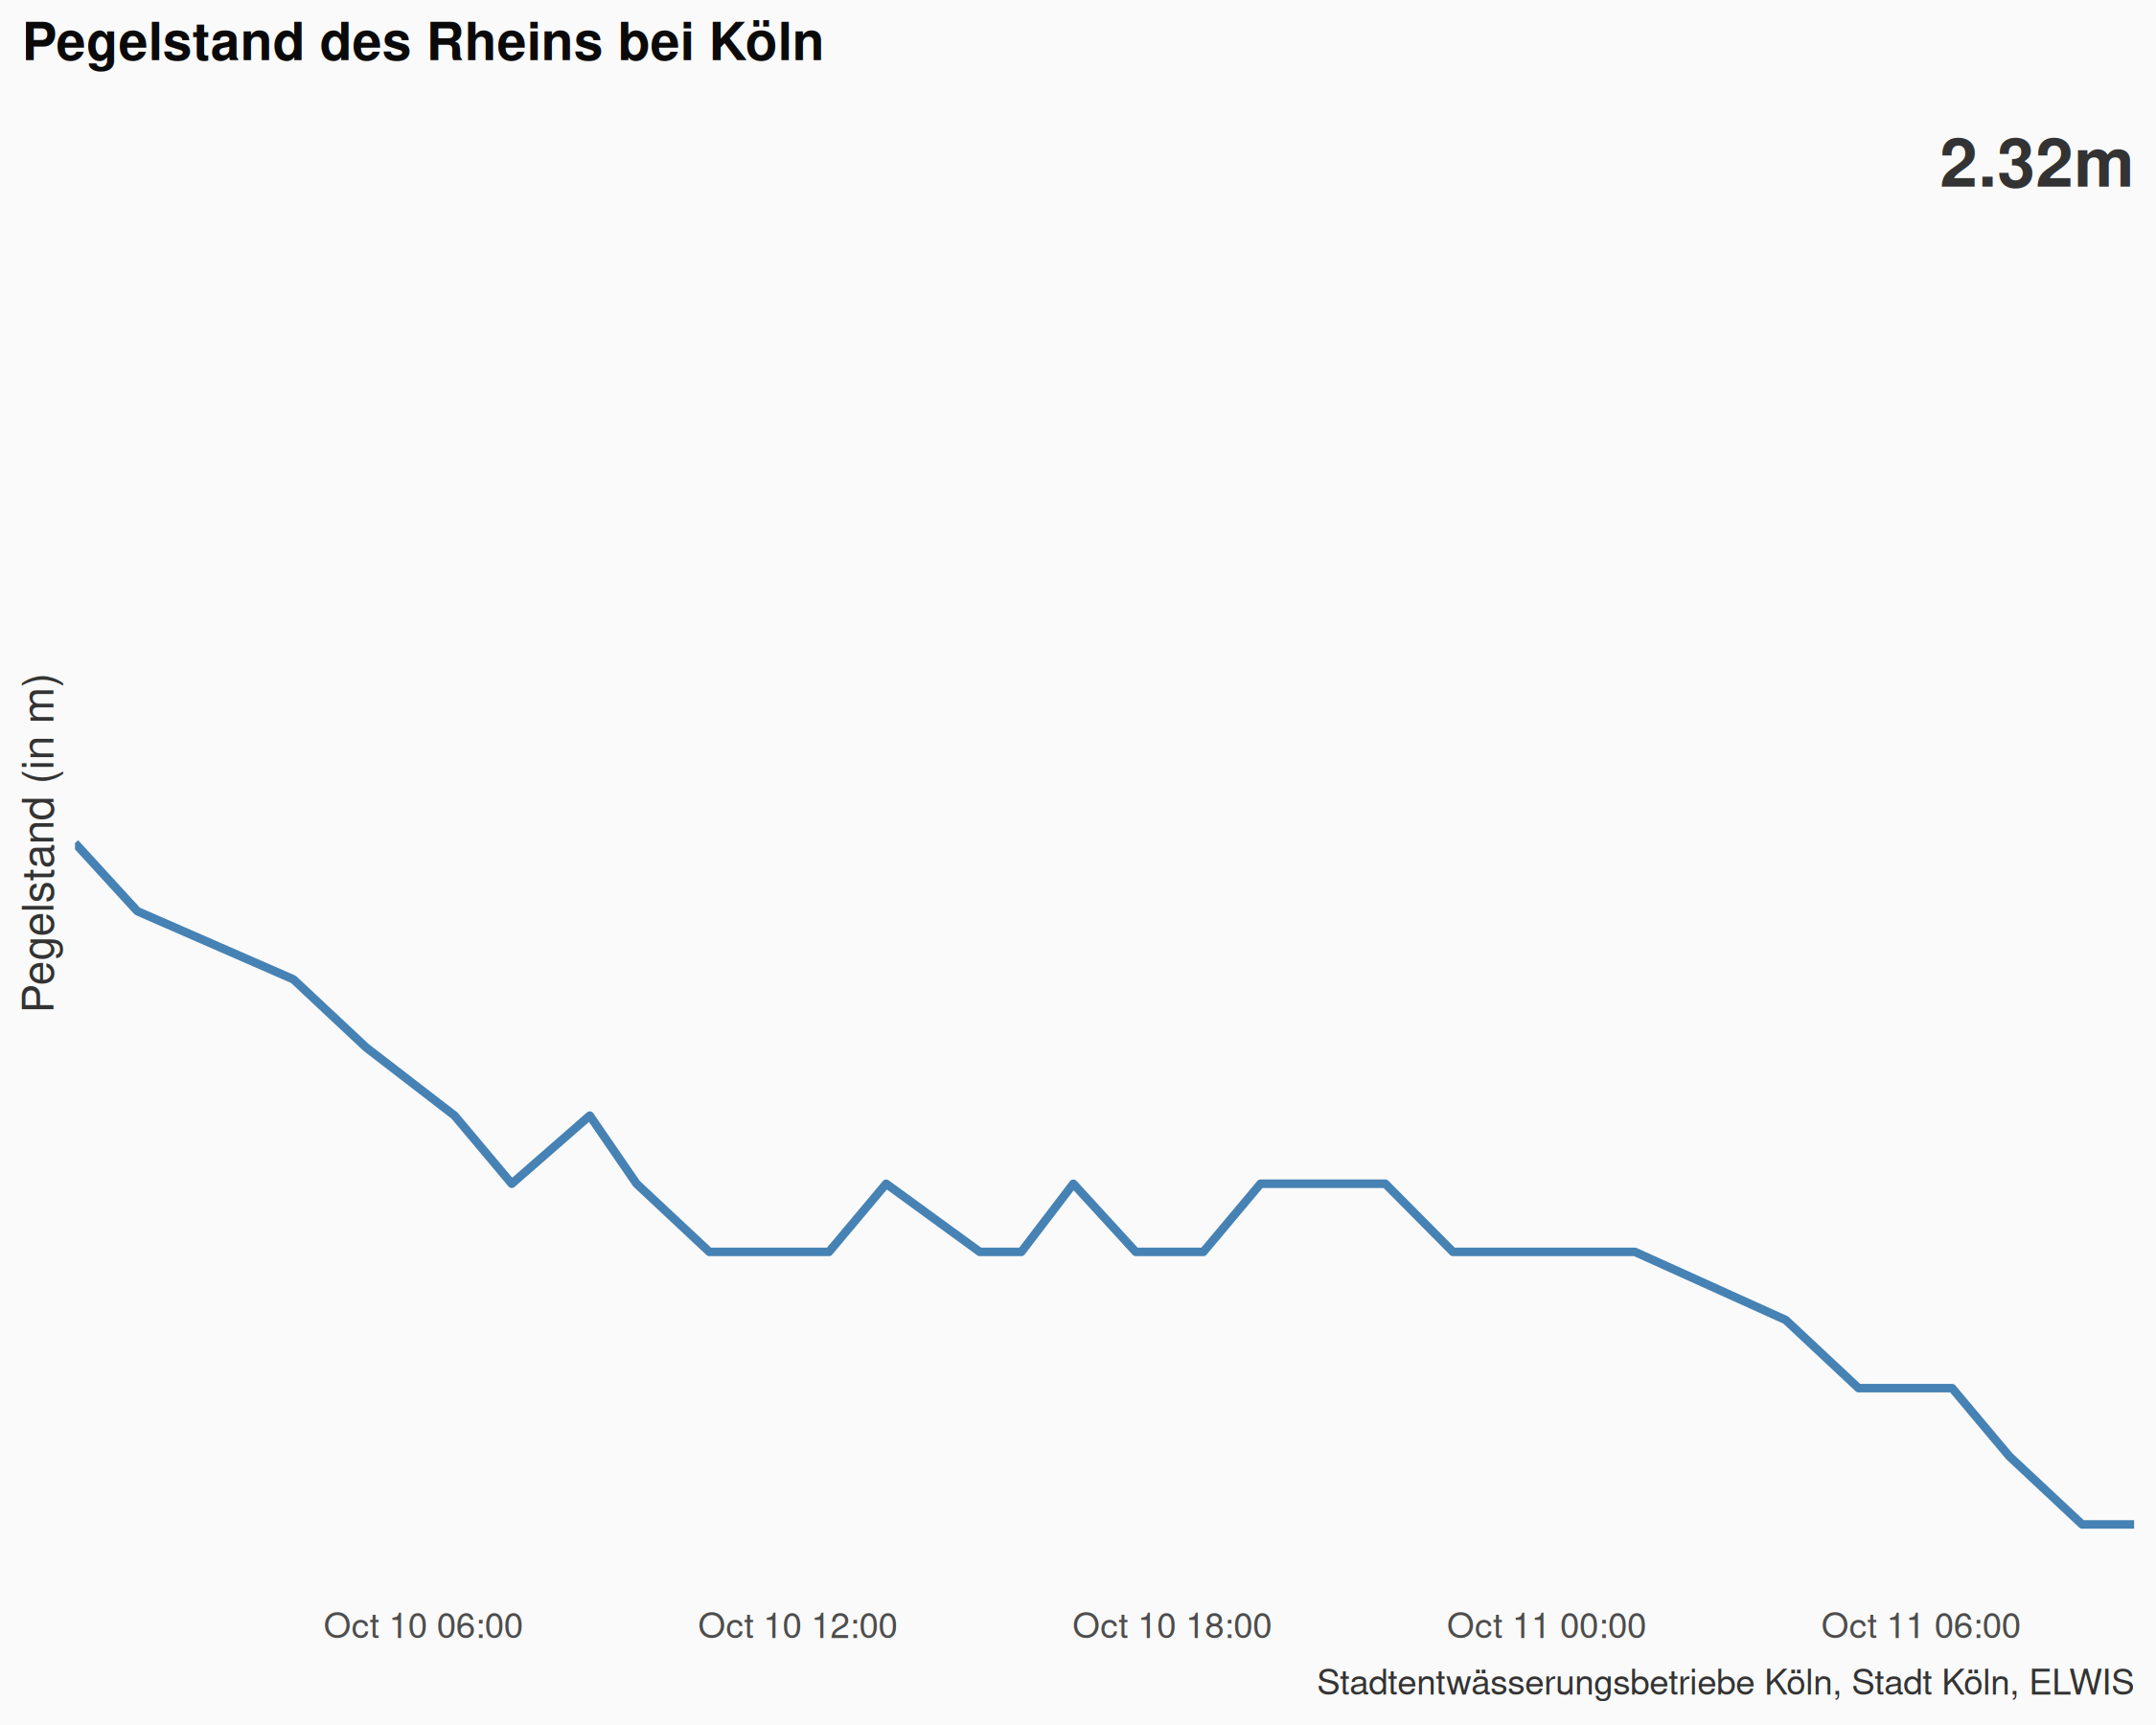 Pegelstand des Rheins bei Köln
2.32m
Pegelstand (in m)
Oct 10 06:00
Oct 10 12:00
Oct 10 18:00
Oct 11 00:00
Oct 11 06:00
Stadtentwässerungsbetriebe Köln, Stadt Köln, ELWIS